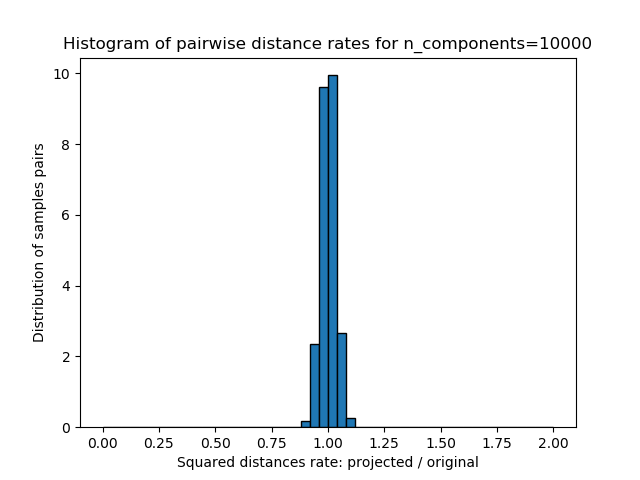 Histogram of pairwise distance rates for n_components=10000
Distribution of samples pairs
10
8
6
4
2
0
0.00 0.25 0.50 0.75 1.00 1.25 1.50 1.75 2.00
Squared distances rate: projected / original